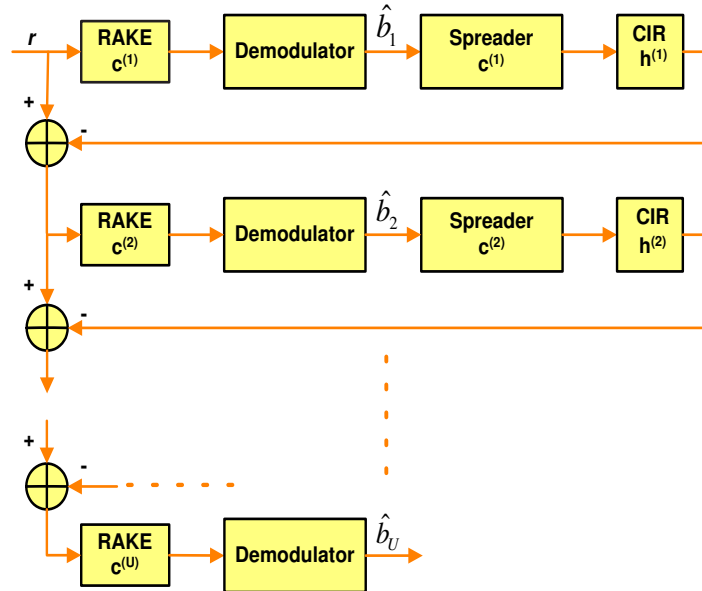 r
RAKE
c(1)
Demodulator
b̂1
Spreader
c(1)
CIR
h(1)
+
-
RAKE
c(2)
Demodulator
b̂2
Spreader
c(2)
CIR
h(2)
+
-
+
-
RAKE
c(U)
Demodulator
b̂U